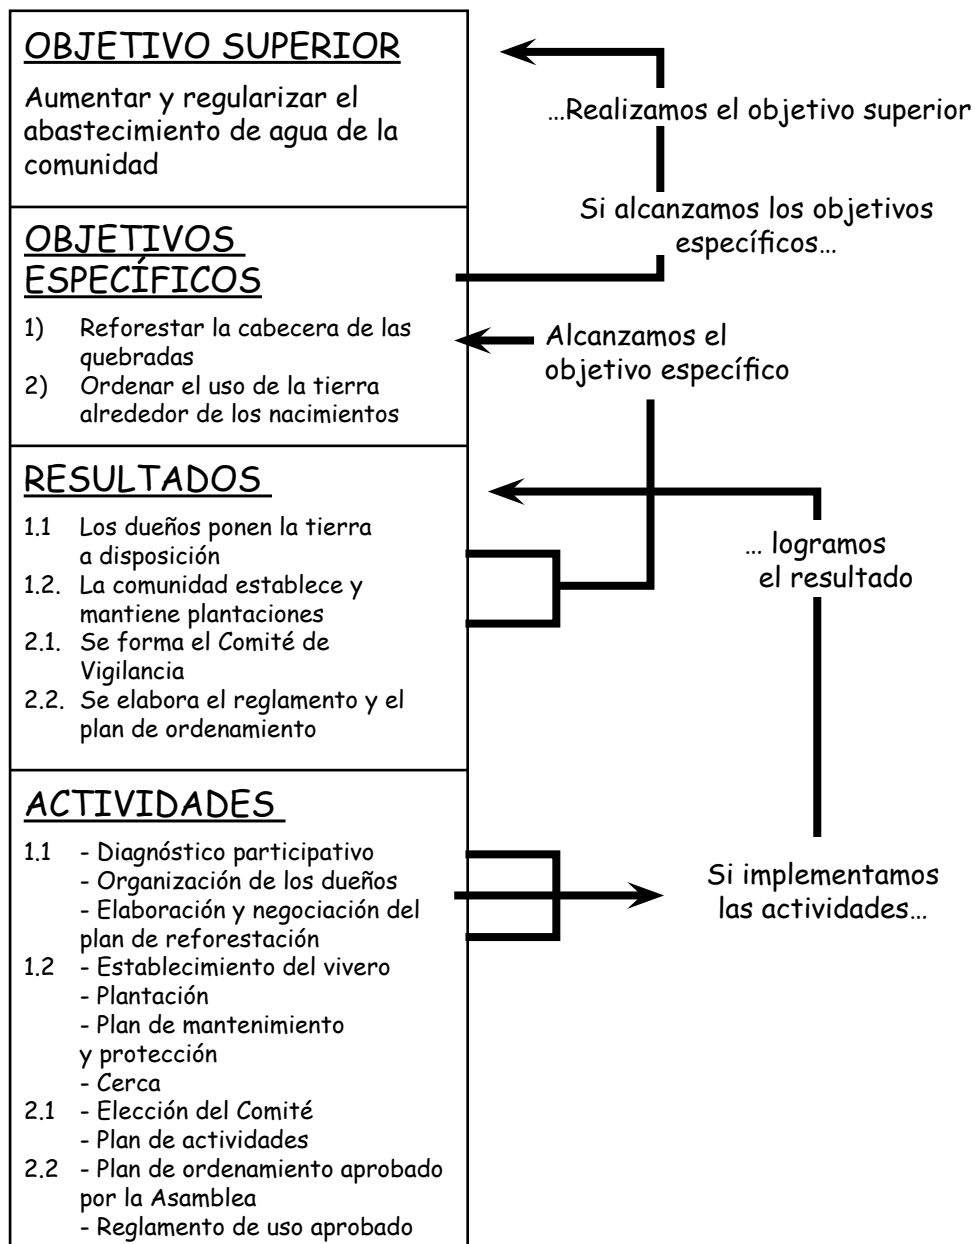 OBJETIVO SUPERIOR
Aumentar y regularizar el
abastecimiento de agua de la
comunidad
...Realizamos el objetivo superior
Si alcanzamos los objetivos
específicos...
OBJETIVOS
ESPECÍFICOS
1) Reforestar la cabecera de las
quebradas
2) Ordenar el uso de la tierra
alrededor de los nacimientos
Alcanzamos el
objetivo específico
RESULTADOS
1.1 Los dueños ponen la tierra
a disposición
1.2. La comunidad establece y
mantiene plantaciones
2.1. Se forma el Comité de
Vigilancia
2.2. Se elabora el reglamento y el
plan de ordenamiento
... logramos
el resultado
ACTIVIDADES
1.1 - Diagnóstico participativo
- Organización de los dueños
- Elaboración y negociación del
plan de reforestación
1.2 - Establecimiento del vivero
- Plantación
- Plan de mantenimiento
y protección
- Cerca
2.1 - Elección del Comité
- Plan de actividades
2.2 - Plan de ordenamiento aprobado
por la Asamblea
- Reglamento de uso aprobado
Si implementamos
las actividades...